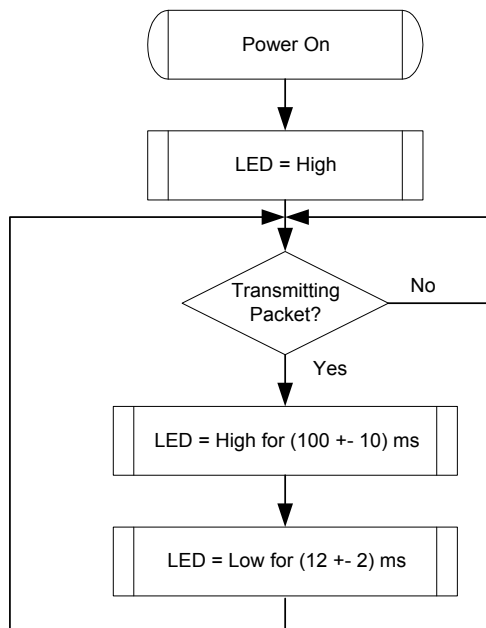 Power On
LED = High
Transmitting
Packet?
No
Yes
LED = High for (100 +- 10) ms
LED = Low for (12 +- 2) ms